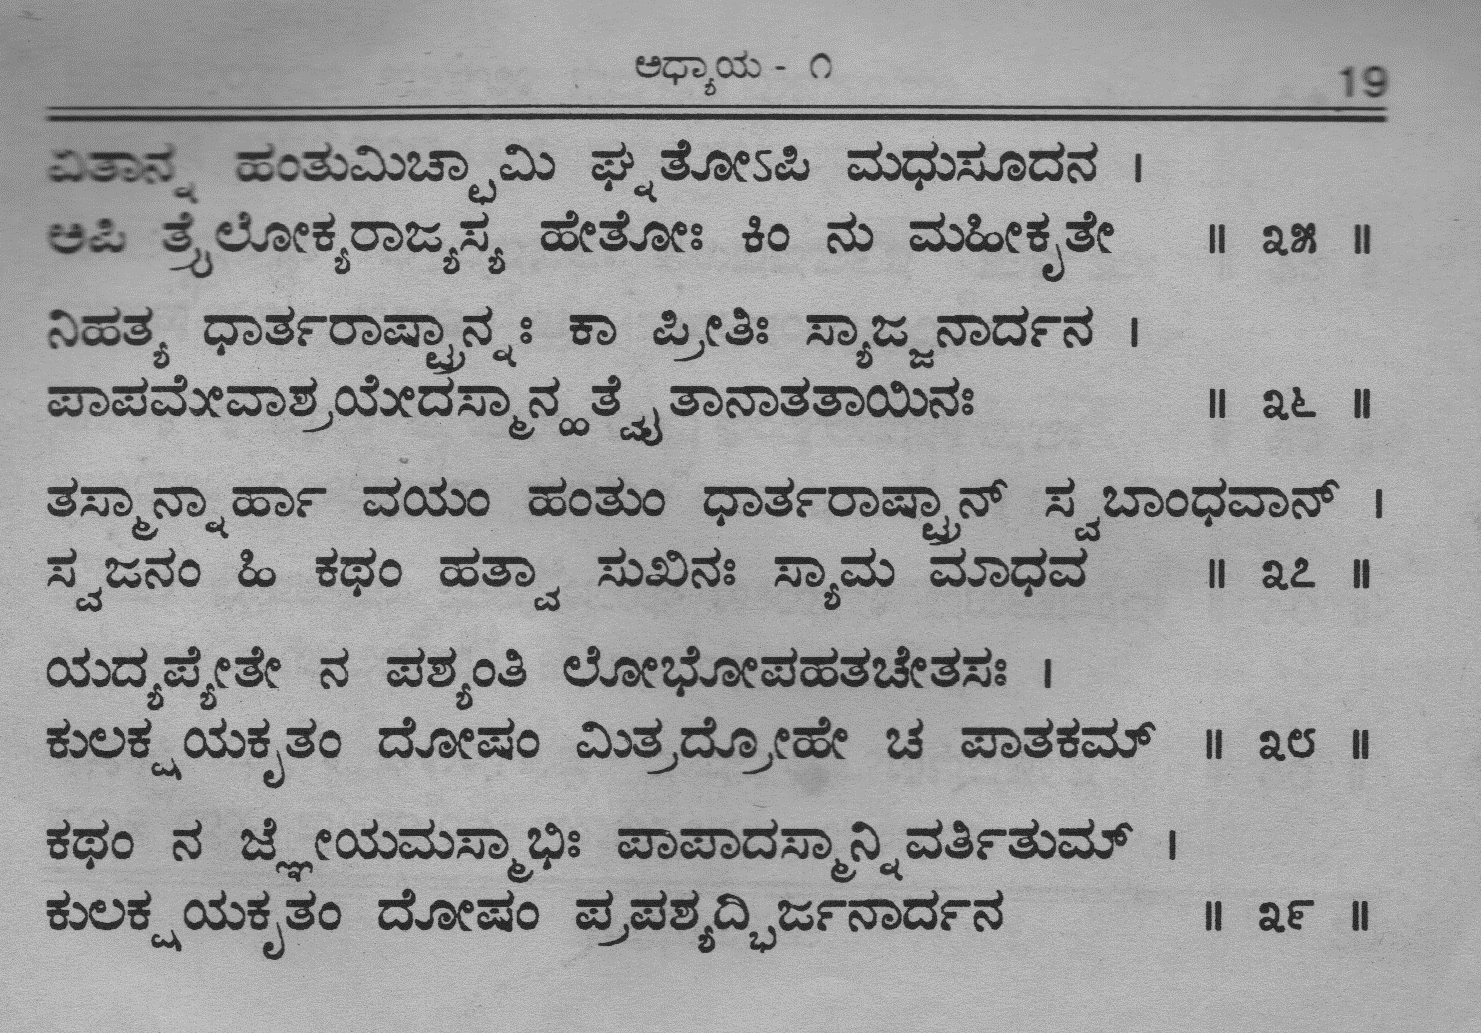 ಅಧ್ಯಾಯ - ೧
19
ಏತಾನ್ನ ಹಂತುಮಿಚ್ಛಾಮಿ ಘ್ನತೋಽಪಿ ಮಧುಸೂದನ ।
ಅಪಿ ತ್ರೈಲೋಕ್ಯರಾಜ್ಯಸ್ಯ ಹೇತೋಃ ಕಿಂ ನು ಮಹೀಕೃತೇ ॥ ೩೫ ॥
ನಿಹತ್ಯ ಧಾರ್ತರಾಷ್ಟ್ರಾನ್ನಃ ಕಾ ಪ್ರೀತಿಃ ಸ್ಯಾಜ್ಜನಾರ್ದನ ।
ಪಾಪಮೇವಾಶ್ರಯೇದಸ್ಮಾನ್ಹತ್ವೈತಾನಾತತಾಯಿನಃ ॥ ೩೬ ॥
ತಸ್ಮಾನ್ನಾರ್ಹಾ ವಯಂ ಹಂತುಂ ಧಾರ್ತರಾಷ್ಟ್ರಾನ್ ಸ್ವಬಾಂಧವಾನ್ ।
ಸ್ವಜನಂ ಹಿ ಕಥಂ ಹತ್ವಾ ಸುಖಿನಃ ಸ್ಯಾಮ ಮಾಧವ ॥ ೩೭ ॥
ಯದ್ಯಪ್ಯೇತೇ ನ ಪಶ್ಯಂತಿ ಲೋಭೋಪಹತಚೇತಸಃ ।
ಕುಲಕ್ಷಯಕೃತಂ ದೋಷಂ ಮಿತ್ರದ್ರೋಹೇ ಚ ಪಾತಕಮ್ ॥ ೩೮ ॥
ಕಥಂ ನ ಜ್ಞೇಯಮಸ್ಮಾಭಿಃ ಪಾಪಾದಸ್ಮಾನ್ನಿವರ್ತಿತುಮ್ ।
ಕುಲಕ್ಷಯಕೃತಂ ದೋಷಂ ಪ್ರಪಶ್ಯದ್ಭಿರ್ಜನಾರ್ದನ ॥ ೩೯ ॥